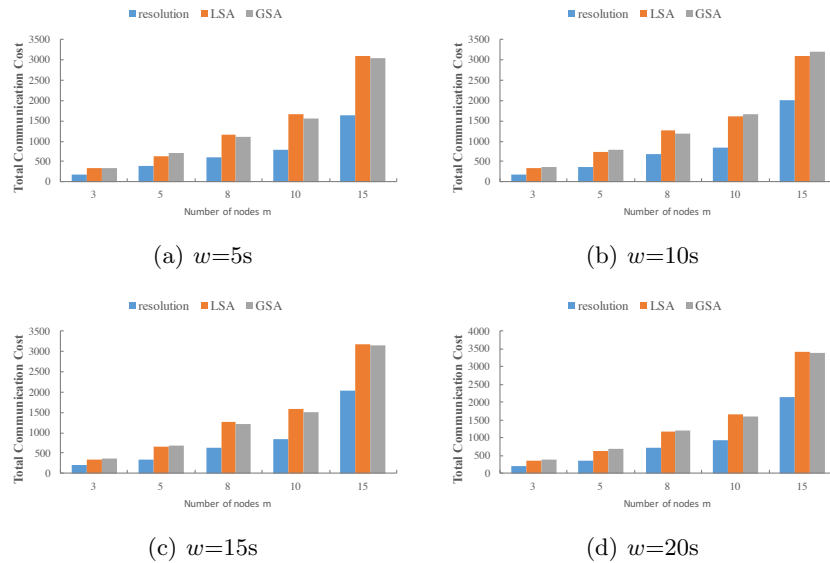 resolution LSA GSA
Total Communication Cost
3500
3000
2500
2000
1500
1000
500
0
3 5 8 10 15
Number of nodes m
(a) w=5s
resolution LSA GSA
Total Communication Cost
3500
3000
2500
2000
1500
1000
500
0
3 5 8 10 15
Number of nodes m
(b) w=10s
resolution LSA GSA
Total Communication Cost
3500
3000
2500
2000
1500
1000
500
0
3 5 8 10 15
Number of nodes m
(c) w=15s
resolution LSA GSA
Total Communication Cost
4000
3500
3000
2500
2000
1500
1000
500
0
3 5 8 10 15
Number of nodes m
(d) w=20s